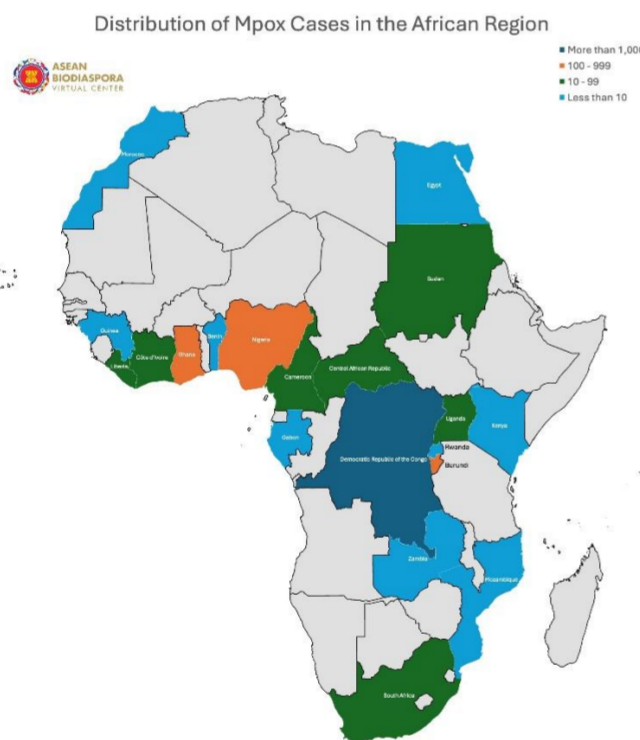 Distribution of Mpox Cases in the African Region
More than 1,000
100 - 999
10 - 99
Less than 10
ASEAN
BIODIASPORA
VIRTUAL CENTER
Morocco
Egypt
Sudan
Guinea
Liberia
Côte d'Ivoire
Ghana
Benin
Nigeria
Cameroon
Central African Republic
Gabon
Democratic Republic of the Congo
Uganda
Kenya
Rwanda
Burundi
Zambia
Mozambique
South Africa